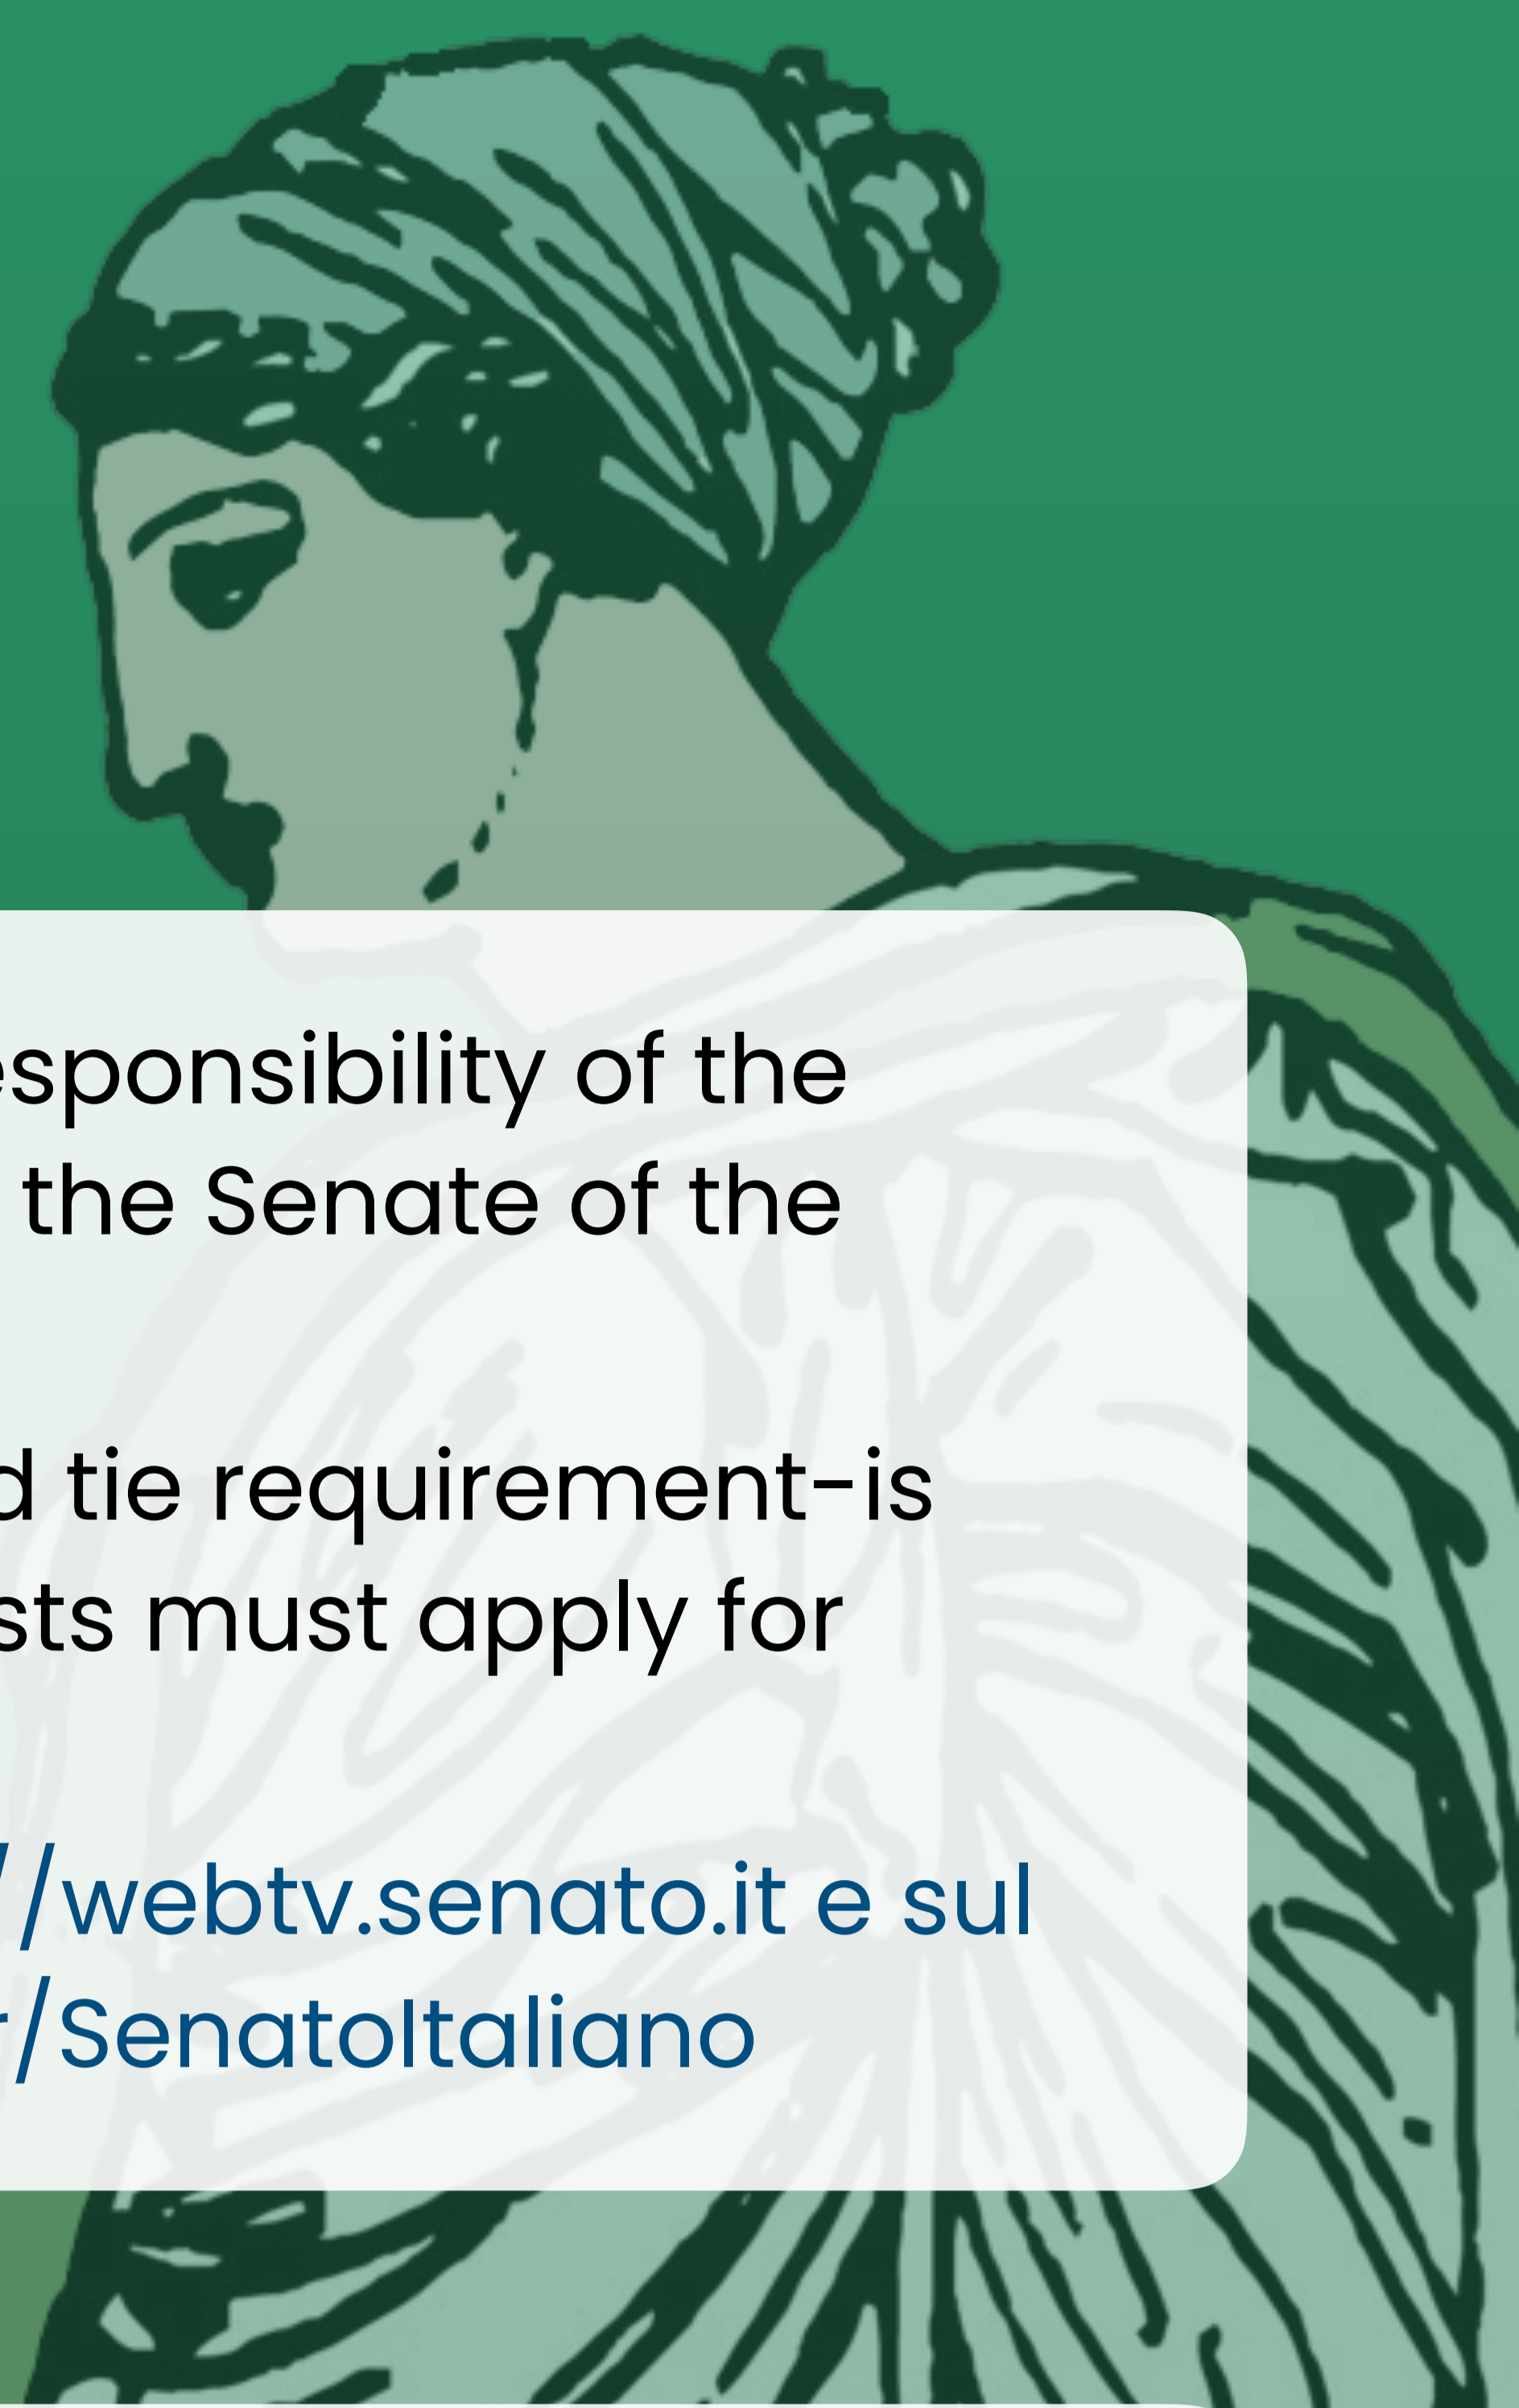 esponsibility of the
the Senate of the
d tie requirement-is
sts must apply for
//webtv.senato.it e sul
r/SenatoItaliano